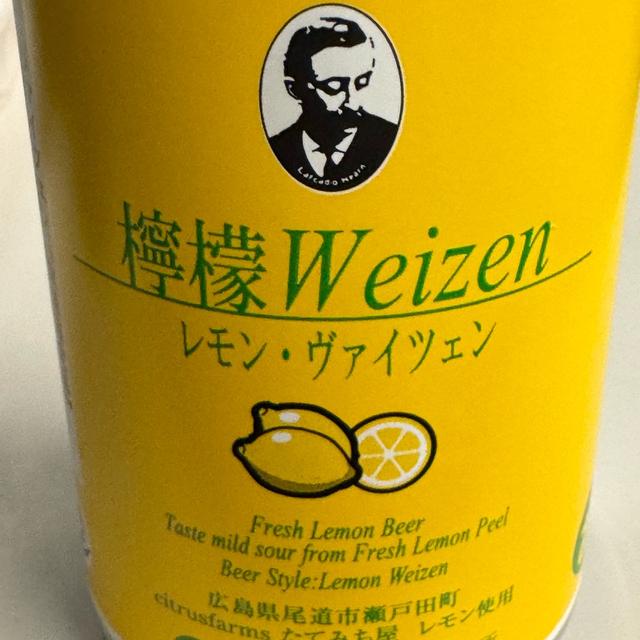 Lafcadio Hearn
檸檬Weizen
レモン・ヴァイツェン
Fresh Lemon Beer
Taste mild sour from Fresh Lemon Peel
Beer Style:Lemon Weizen
広島県尾道市瀬戸田町
citrusfarms たてみち屋 レモン使用